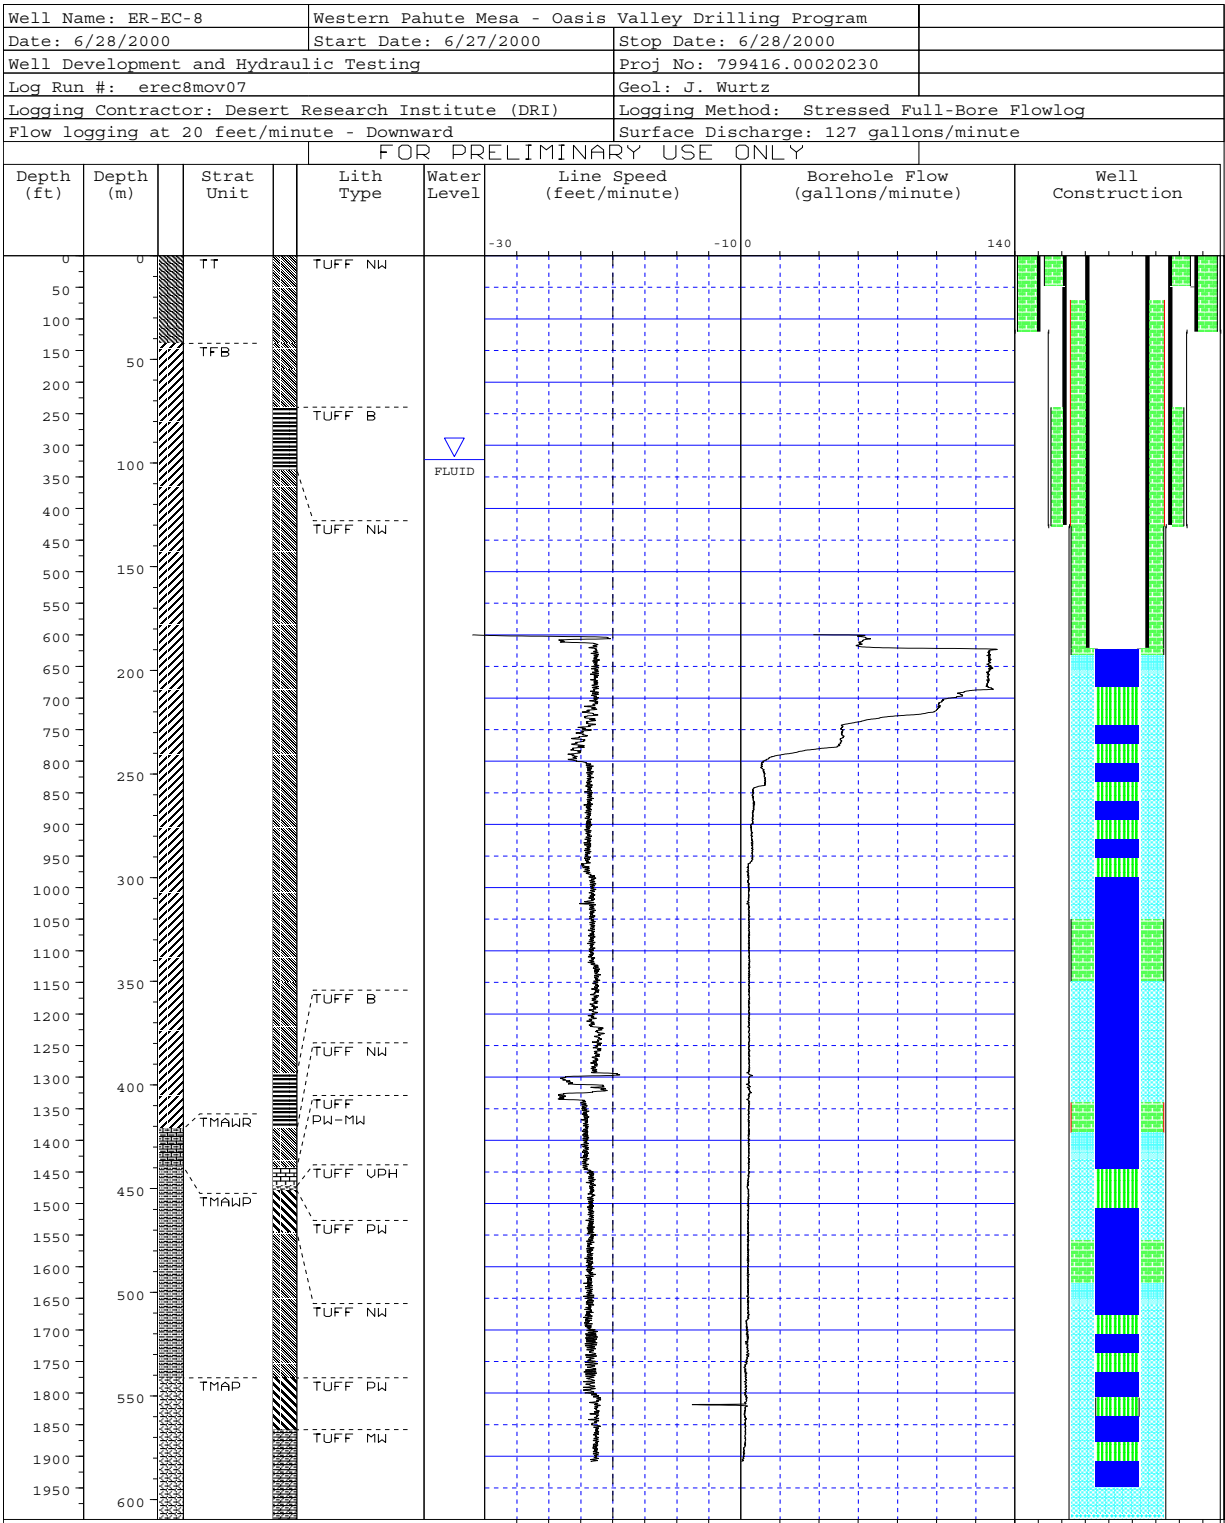 Well Name: ER-EC-8 Western Pahute Mesa - Oasis Valley Drilling Program
Date: 6/28/2000 Start Date: 6/27/2000 Stop Date: 6/28/2000
Well Development and Hydraulic Testing Proj No: 799416.00020230
Log Run #: erec8mov07 Geol: J. Wurtz
Logging Contractor: Desert Research Institute (DRI) Logging Method: Stressed Full-Bore Flowlog
Flow logging at 20 feet/minute - Downward Surface Discharge: 127 gallons/minute
FOR PRELIMINARY USE ONLY
Depth Depth Strat Lith Water Line Speed Borehole Flow Well
(ft) (m) Unit Type Level (feet/minute) (gallons/minute) Construction
-30 -10 0 140
0 0 TT TUFF NW
50
100
150 50 TFB
200
250 TUFF B
300
100
FLUID
350
400
TUFF NW
450
500 150
550
600
650 200
700
750
800 250
850
900
950
1000 300
1050
1100
1150 350
TUFF B
1200
1250 TUFF NW
1300 400
1350 TUFF
TMAWR PW-MW
1400
1450 TUFF VPH
450
1500 TMAWP
1550 TUFF PW
1600
1650 500
TUFF NW
1700
1750
1800 550 TMAP TUFF PW
1850
TUFF MW
1900
1950 600